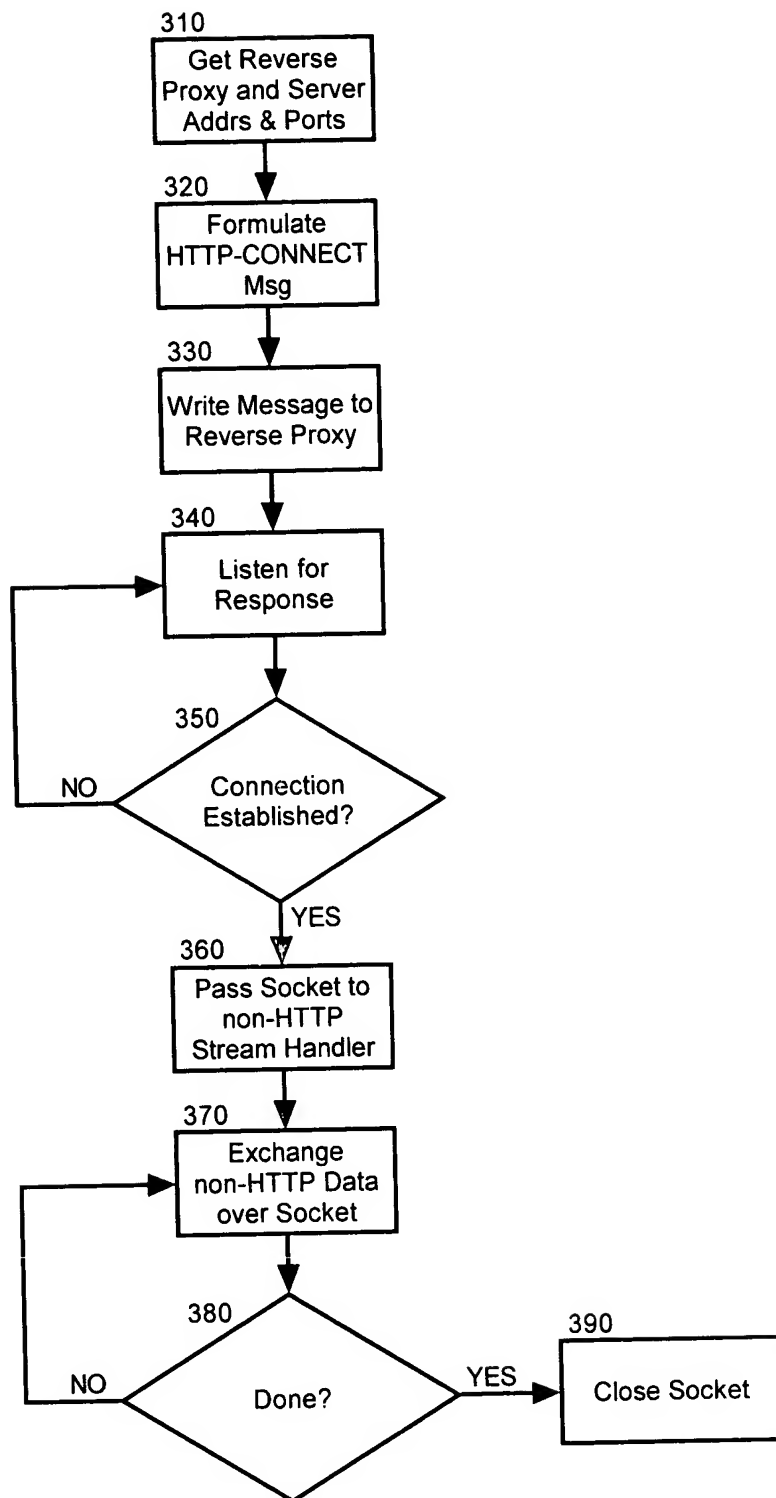 310
Get Reverse
Proxy and Server
Addrs & Ports
320
Formulate
HTTP-CONNECT
Msg
330
Write Message to
Reverse Proxy
340
Listen for
Response
350
NO
Connection
Established?
YES
360
Pass Socket to
non-HTTP
Stream Handler
370
Exchange
non-HTTP Data
over Socket
380
NO
Done?
YES
390
Close Socket